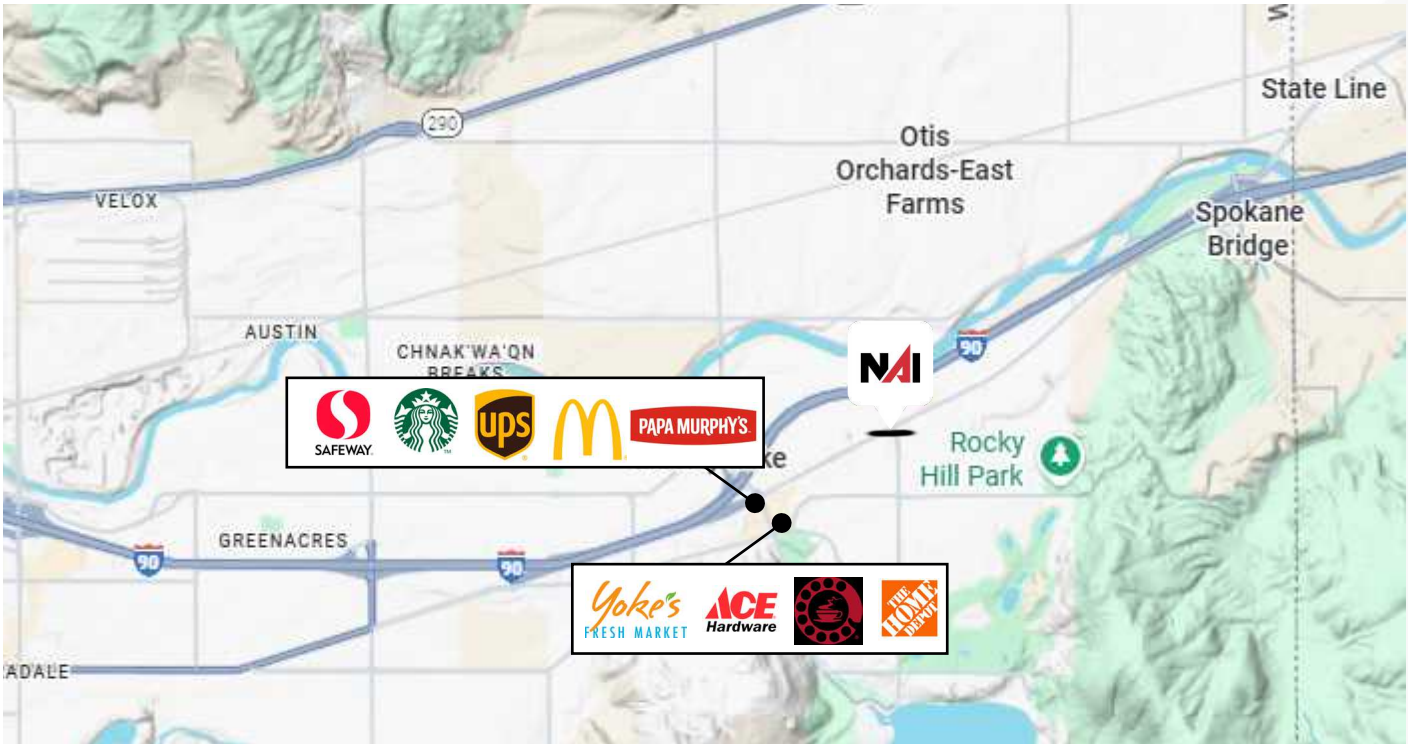 W
State Line
290
Otis
Orchards-East
Farms
VELOX
Spokane
Bridge
AUSTIN
CHNAK'WA'QN
BREAKS
90
NAI
SAFEWAY
ups
PAPA MURPHY'S
ke
Rocky
Hill Park
GREENACRES
90
90
Yoke's
FRESH MARKET
ACE
Hardware
THE
HOME
DEPOT
ADALE